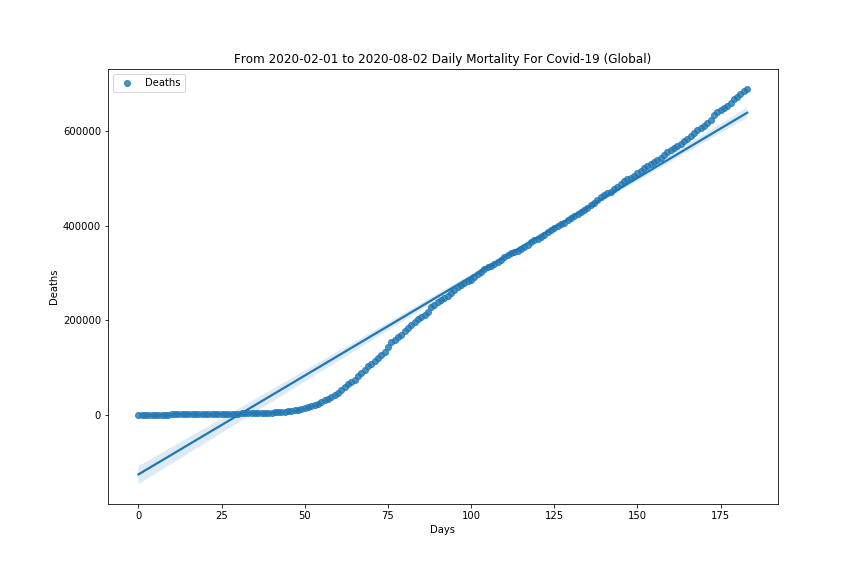 From 2020-02-01 to 2020-08-02 Daily Mortality For Covid-19 (Global)
Deaths
600000
400000
200000
0
Deaths
0 25 50 75 100 125 150 175
Days